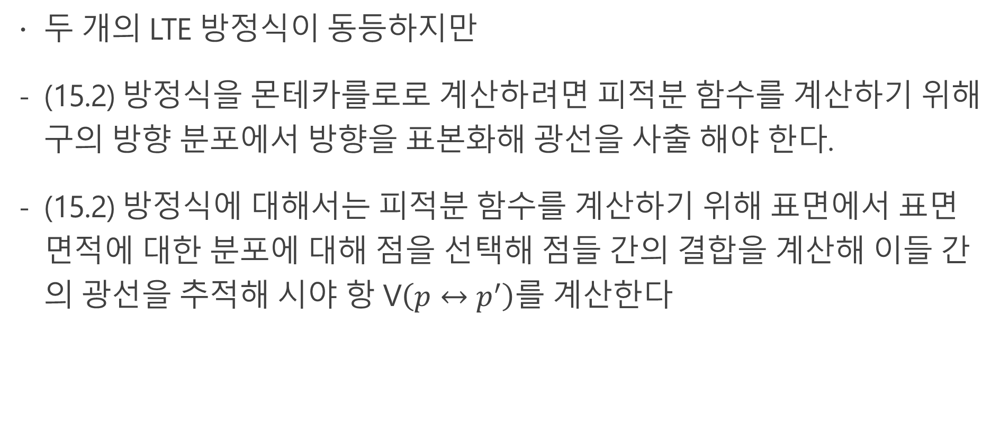 · 두 개의 LTE 방정식이 동등하지만
- (15.2) 방정식을 몬테카를로로 계산하려면 피적분 함수를 계산하기 위해
구의 방향 분포에서 방향을 표본화해 광선을 사출 해야 한다.
- (15.2) 방정식에 대해서는 피적분 함수를 계산하기 위해 표면에서 표면
면적에 대한 분포에 대해 점을 선택해 점들 간의 결합을 계산해 이들 간
의 광선을 추적해 시야 항 V(p ↔ p′)를 계산한다